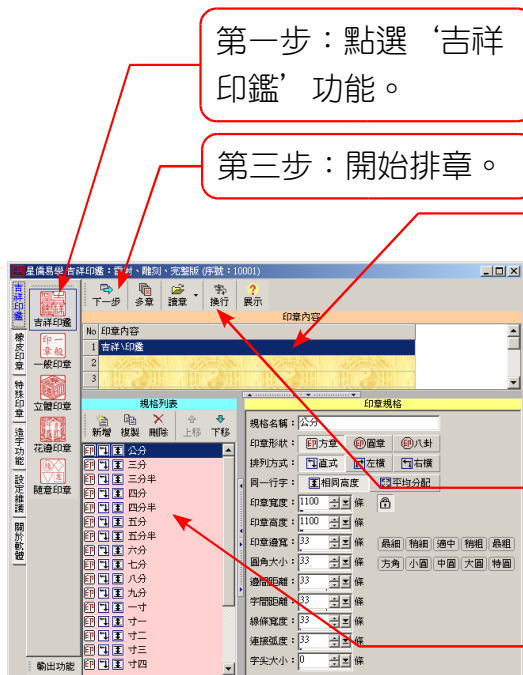 第一步：點選‘吉祥
印鑑’功能。
第三步：開始排章。
星僑易學 吉祥印鑑：雷射、雕刻、完整版 (序號：10001)
吉祥印鑑
橡皮印章
特殊印章
造字功能
設定維護
關於軟體
吉祥印鑑
一般印章
立體印章
花邊印章
隨意印章
輸出功能
下一步 多章 讀章 換行 展示
印章內容
No 印章內容
1 吉祥\印鑑
2
3
規格列表
新增 複製 刪除 上移 下移
公分
三分
三分半
四分
四分半
五分
五分半
六分
七分
八分
九分
一寸
寸一
寸二
寸三
寸四
印章規格
規格名稱：公分
印章形狀： 方章 圓章 八卦
排列方式： 直式 左橫 右橫
同一行字： 相同高度 平均分配
印章寬度：1100 條
印章高度：1100 條
印章邊寬：33 條 最細 稍細 適中 稍粗 最粗
圓角大小：33 條 方角 小圓 中圓 大圓 特圓
邊間距離：33 條
字間距離：33 條
線條寬度：33 條
連接弧度：33 條
字尖大小：0 條